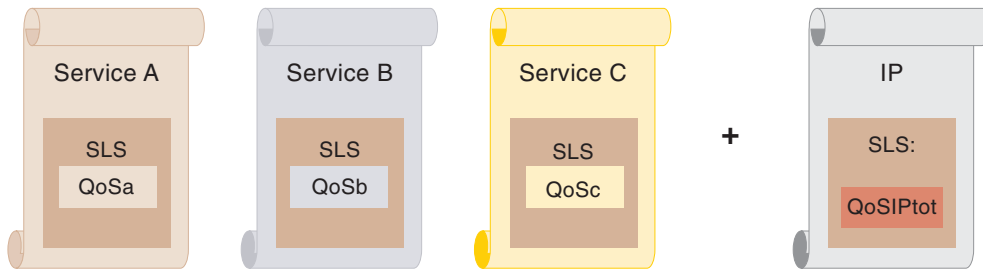 Service A
SLS
QoSa
Service B
SLS
QoSb
Service C
SLS
QoSc
+
IP
SLS:
QoSIPtot